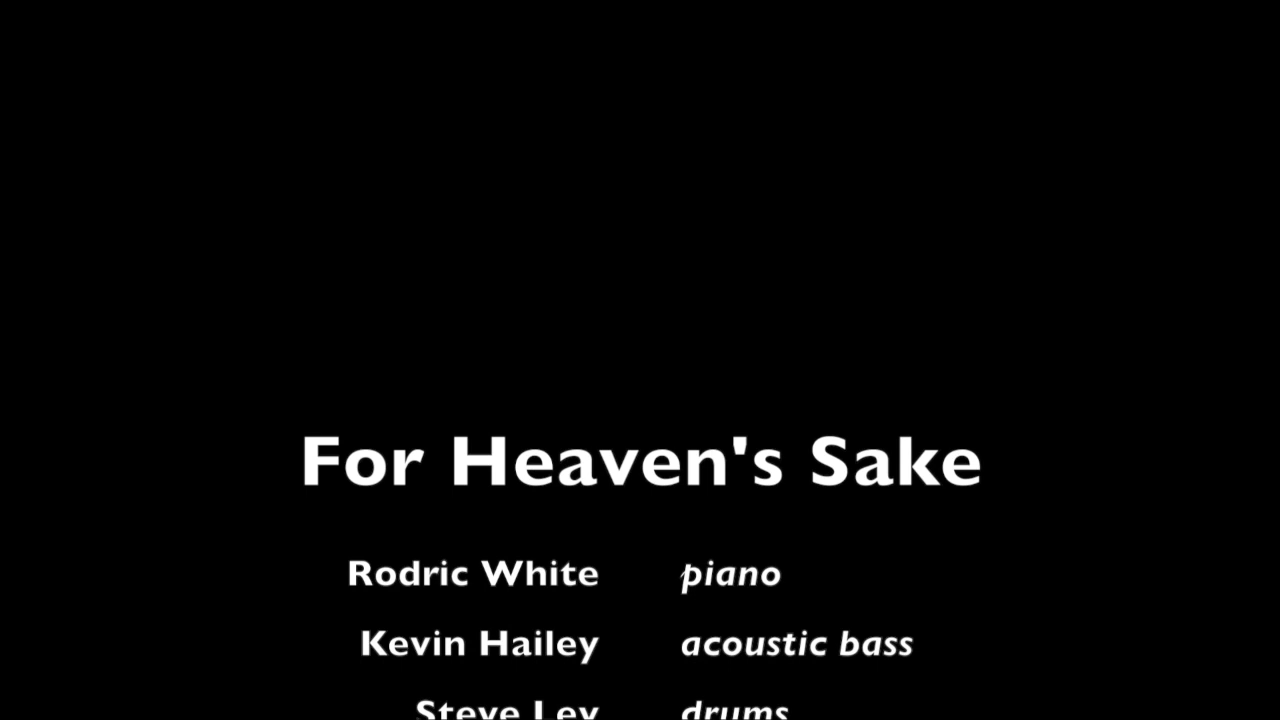 For Heaven's Sake
Rodric White piano
Kevin Hailey acoustic bass
Steve drums